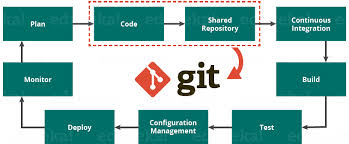 Plan
Code
Shared
Repository
Continuous
Integration
git
Monitor
Build
Deploy
Configuration
Management
Test